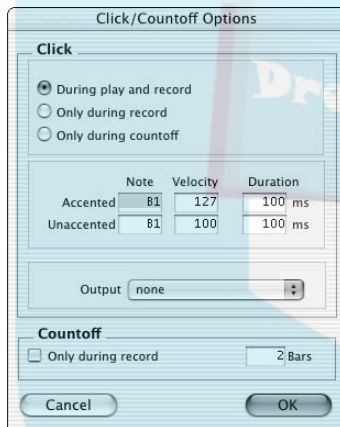 Click/Countoff Options
Click
During play and record
Only during record
Only during countoff
Note Velocity Duration
Accented B1 127 100 ms
Unaccented B1 100 100 ms
Output none
Countoff
Only during record 2 Bars
Cancel OK